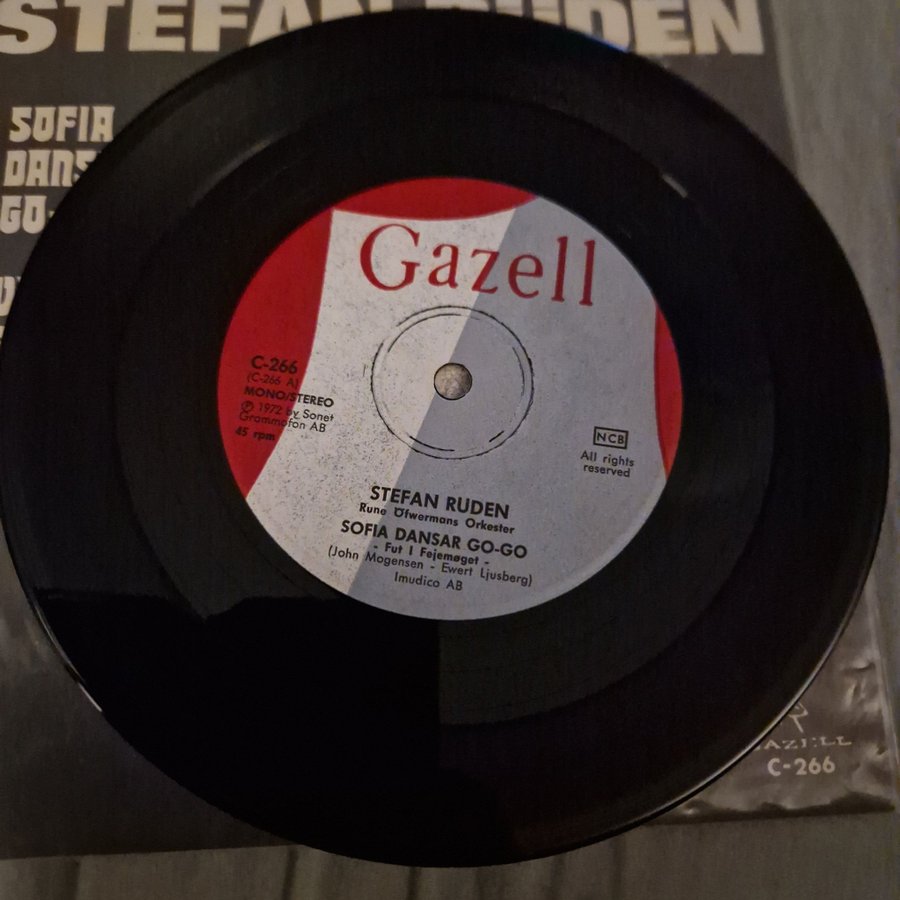 STEFAN RUDEN
SOFIA
DANS
GO-
Gazell
C-266
(C-266 A)
MONO/STEREO
Ⓟ 1972 by Sonet
Grammofon AB
45 rpm
NCB
All rights
reserved
STEFAN RUDEN
Rune Öfwermans Orkester
SOFIA DANSAR GO-GO
- Fut I Fejemøget -
(John Mogensen - Ewert Ljusberg)
Imudico AB
GAZELL
C-266